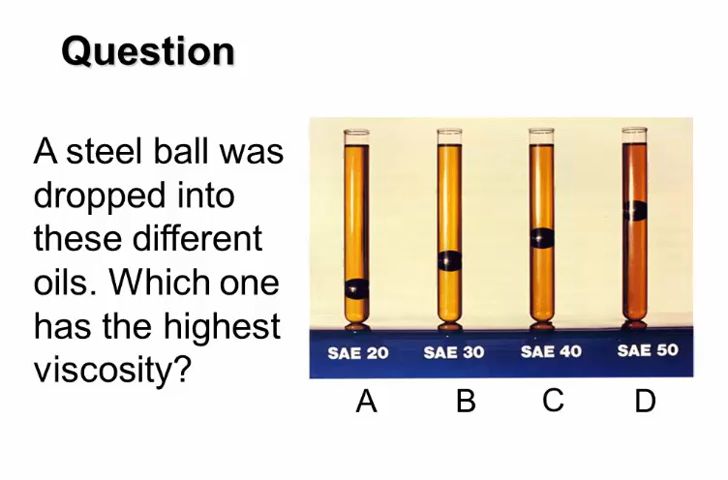 Question
A steel ball was
dropped into
these different
oils. Which one
has the highest
viscosity?
SAE 20 SAE 30 SAE 40 SAE 50
A B C D